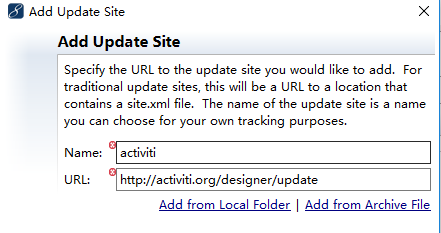 Add Update Site
Add Update Site
Specify the URL to the update site you would like to add. For
traditional update sites, this will be a URL to a location that
contains a site.xml file. The name of the update site is a name
you can choose for your own tracking purposes.
Name: activiti
URL: http://activiti.org/designer/update
Add from Local Folder | Add from Archive File